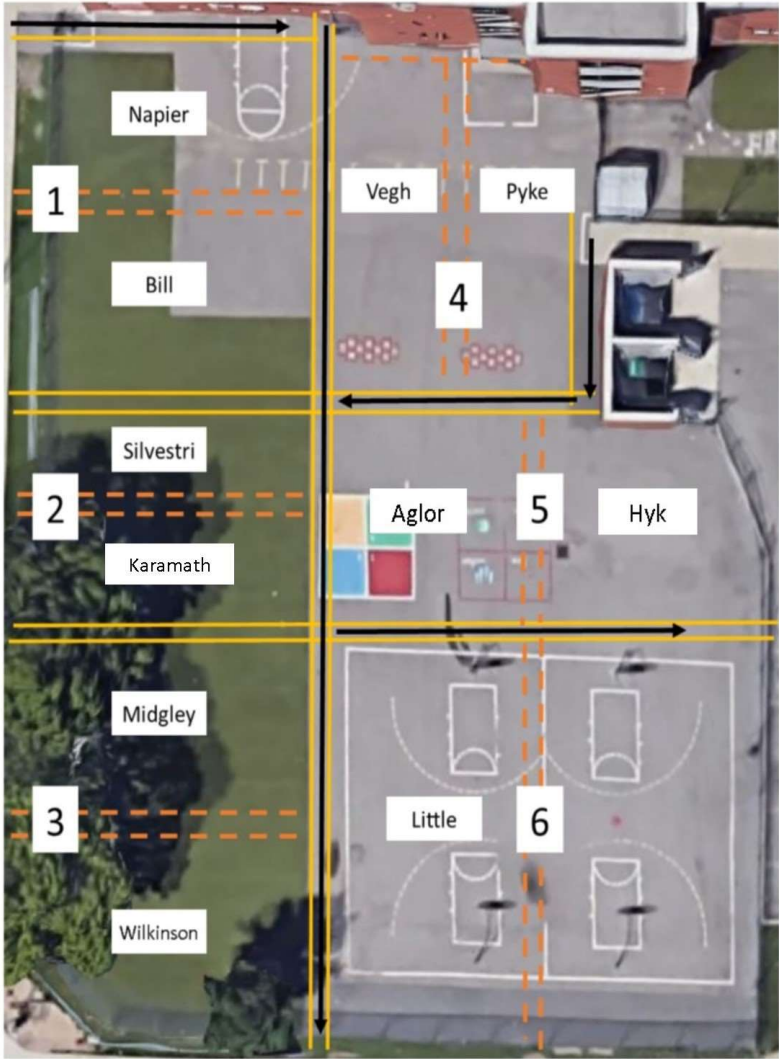 Napier
1
Vegh
Pyke
Bill
4
Silvestri
2
Aglor
5
Hyk
Karamath
Midgley
3
Little
6
Wilkinson